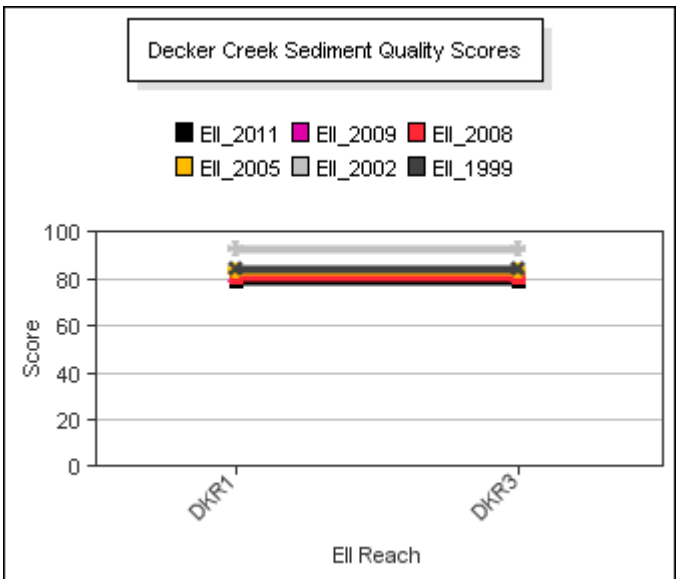 Decker Creek Sediment Quality Scores
EII_2011 EII_2009 EII_2008
EII_2005 EII_2002 EII_1999
100
80
60
40
20
0
Score
DKR1 DKR3
EII Reach